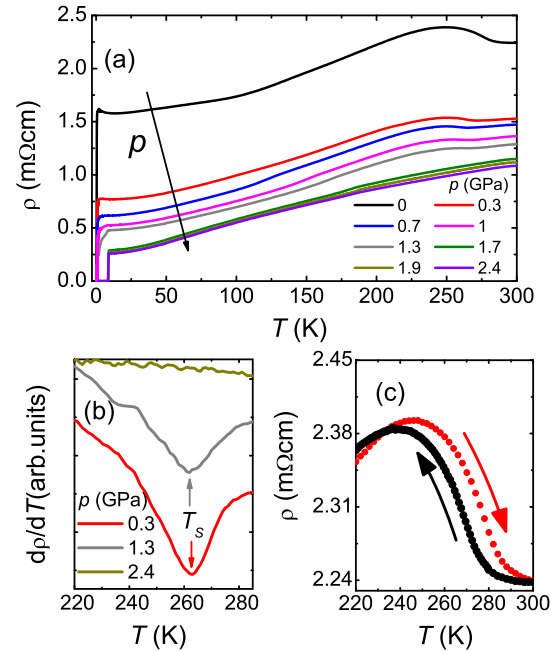 2.5
(a)
2.0
p
1.5
ρ (mΩcm)
1.0
p (GPa)
0 0.3
0.5
0.7 1
1.3 1.7
0.0
1.9 2.4
0 50 100 150 200 250 300
T (K)
(b)
dρ/dT(arb.units)
p (GPa)
0.3
1.3
2.4
T_S
220 240 260 280
T (K)
2.45
(c)
2.38
ρ (mΩcm)
2.31
2.24
220 240 260 280 300
T (K)